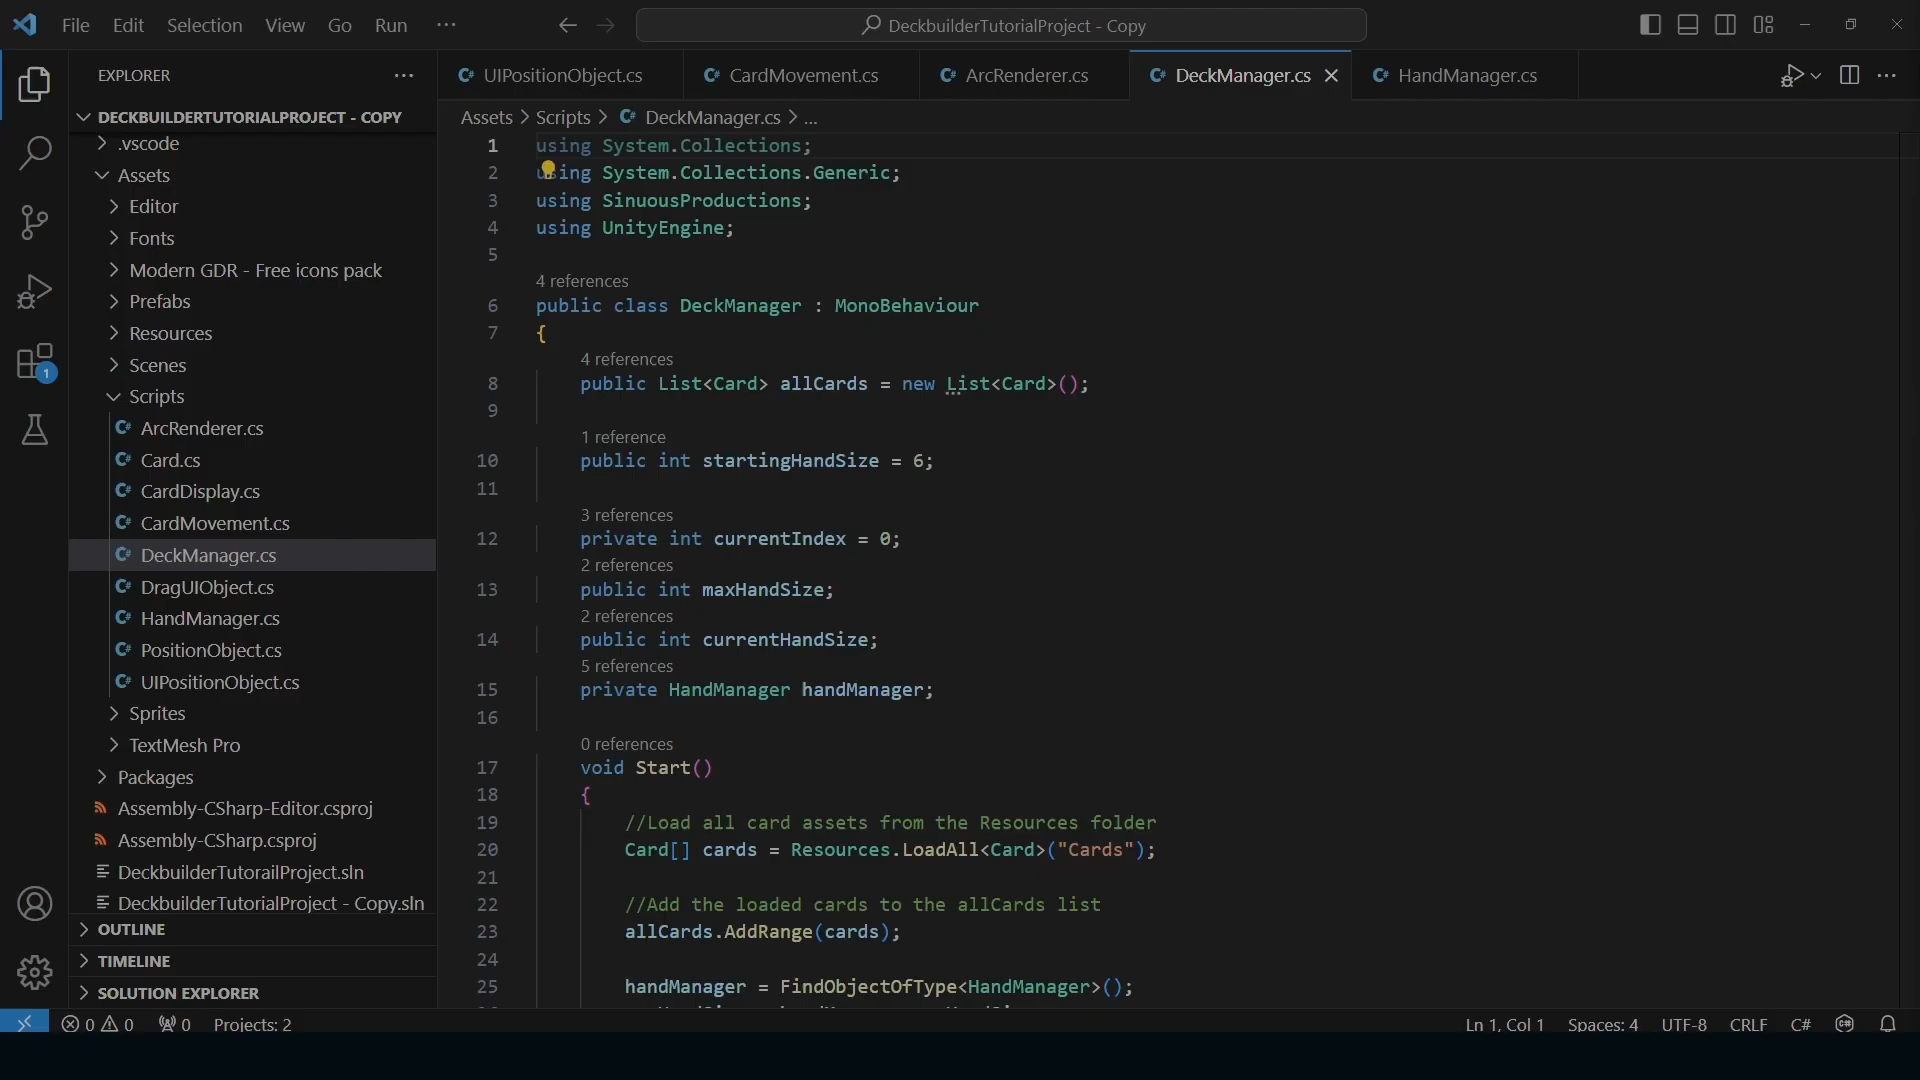 File Edit Selection View Go Run ··· DeckbuilderTutorialProject - Copy
EXPLORER ···
UIPositionObject.cs CardMovement.cs ArcRenderer.cs DeckManager.cs HandManager.cs
DECKBUILDERTUTORIALPROJECT - COPY
.vscode
Assets
Editor
Fonts
Modern GDR - Free icons pack
Prefabs
Resources
Scenes
Scripts
ArcRenderer.cs
Card.cs
CardDisplay.cs
CardMovement.cs
DeckManager.cs
DragUIObject.cs
HandManager.cs
PositionObject.cs
UIPositionObject.cs
Sprites
TextMesh Pro
Packages
Assembly-CSharp-Editor.csproj
Assembly-CSharp.csproj
DeckbuilderTutorailProject.sln
DeckbuilderTutorialProject - Copy.sln
OUTLINE
TIMELINE
SOLUTION EXPLORER
Assets > Scripts > DeckManager.cs > ...
1 using System.Collections;
2 using System.Collections.Generic;
3 using SinuousProductions;
4 using UnityEngine;
5
4 references
6 public class DeckManager : MonoBehaviour
7 {
4 references
8 public List<Card> allCards = new List<Card>();
9
1 reference
10 public int startingHandSize = 6;
11
3 references
12 private int currentIndex = 0;
2 references
13 public int maxHandSize;
2 references
14 public int currentHandSize;
5 references
15 private HandManager handManager;
16
0 references
17 void Start()
18 {
19 //Load all card assets from the Resources folder
20 Card[] cards = Resources.LoadAll<Card>("Cards");
21
22 //Add the loaded cards to the allCards list
23 allCards.AddRange(cards);
24
25 handManager = FindObjectOfType<HandManager>();
1
0 0 0 Projects: 2 Ln 1, Col 1 Spaces: 4 UTF-8 CRLF C#